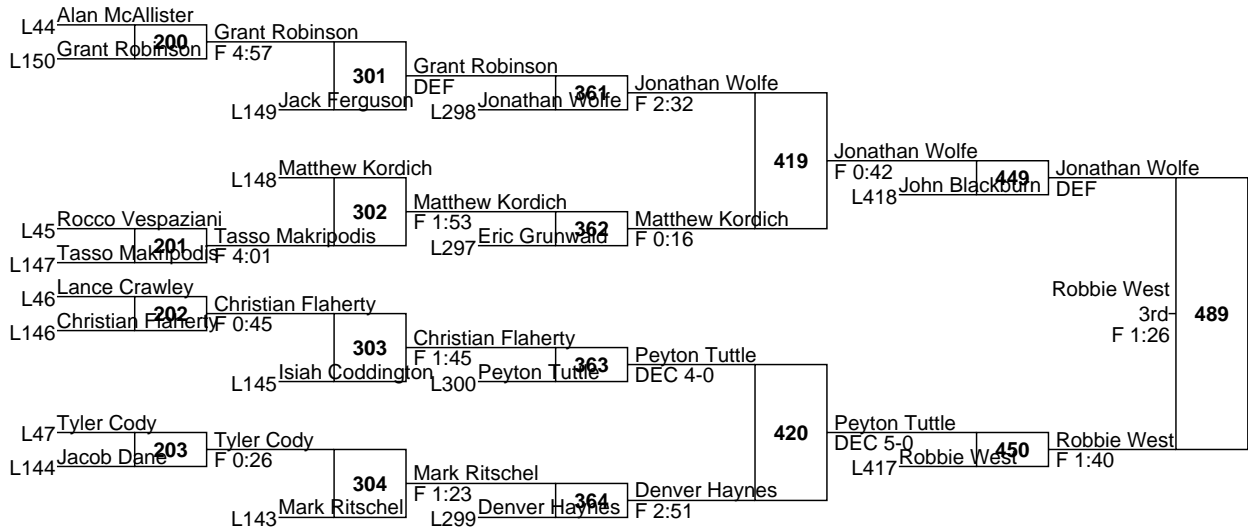 Alan McAllister
L44
200
Grant Robinson
L150
Grant Robinson
F 4:57
301
Grant Robinson
DEF
L149
Jack Ferguson
361
L298
Jonathan Wolfe
Jonathan Wolfe
F 2:32
419
Jonathan Wolfe
F 0:42
449
L418
John Blackburn
Jonathan Wolfe
DEF
L148
Matthew Kordich
302
Matthew Kordich
F 1:53
362
L297
Eric Grunwald
Matthew Kordich
F 0:16
Rocco Vespaziani
L45
201
L147
Tasso Makripodis
Tasso Makripodis
F 4:01
Lance Crawley
L46
202
L146
Christian Flaherty
Christian Flaherty
F 0:45
303
Christian Flaherty
F 1:45
L145
Isiah Coddington
363
L300
Peyton Tuttle
Peyton Tuttle
DEC 4-0
420
Peyton Tuttle
DEC 5-0
450
L417
Robbie West
Robbie West
F 1:40
Robbie West
3rd
F 1:26
489
Tyler Cody
L47
203
L144
Jacob Dane
Tyler Cody
F 0:26
304
L143
Mark Ritschel
Mark Ritschel
F 1:23
364
L299
Denver Haynes
Denver Haynes
F 2:51